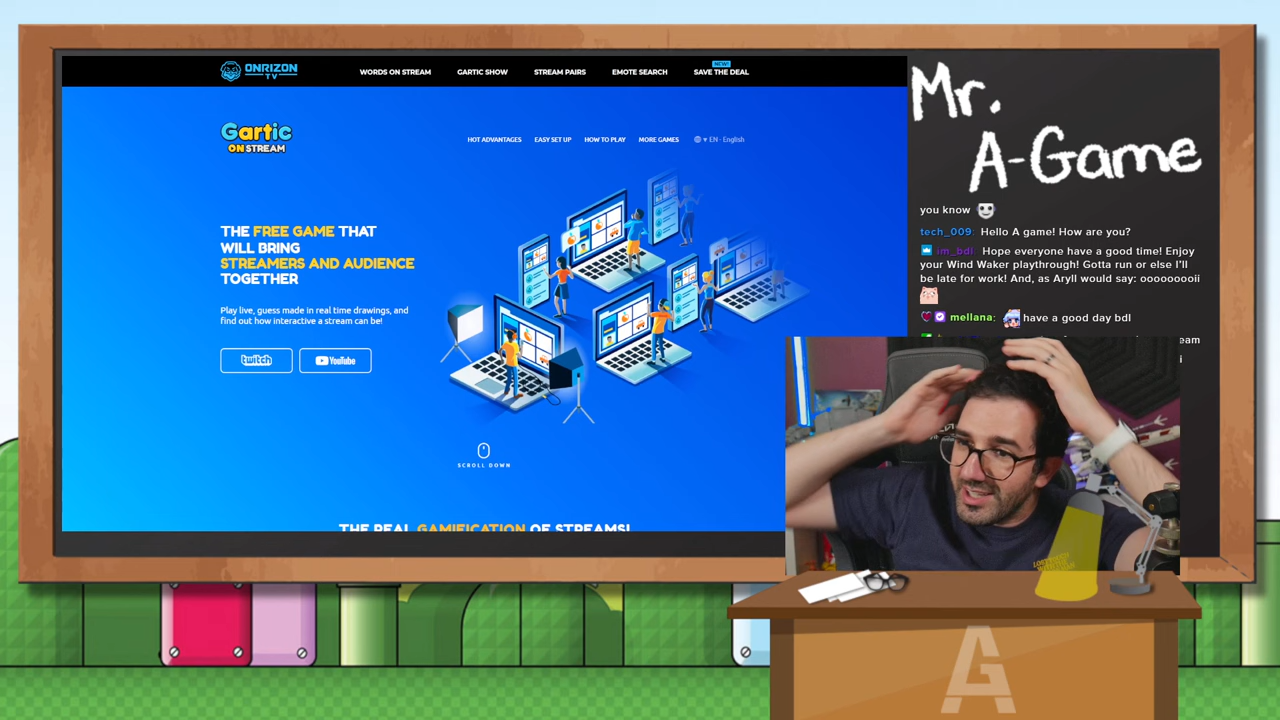 ONRIZON
TV
WORDS ON STREAM
GARTIC SHOW
STREAM PAIRS
EMOTE SEARCH
NEW!
SAVE THE DEAL
Gartic
ON STREAM
HOT ADVANTAGES
EASY SET UP
HOW TO PLAY
MORE GAMES
EN - English
THE FREE GAME THAT
WILL BRING
STREAMERS AND AUDIENCE
TOGETHER
Play live, guess made in real time drawings, and
find out how interactive a stream can be!
twitch
YouTube
SCROLL DOWN
THE REAL GAMIFICATION OF STREAMS!
Mr.
A-Game
you know
tech_009: Hello A game! How are you?
im_bdl: Hope everyone have a good time! Enjoy
your Wind Waker playthrough! Gotta run or else I'll
be late for work! And, as Aryll would say: ooooooooii
mellana: have a good day bdl
AG